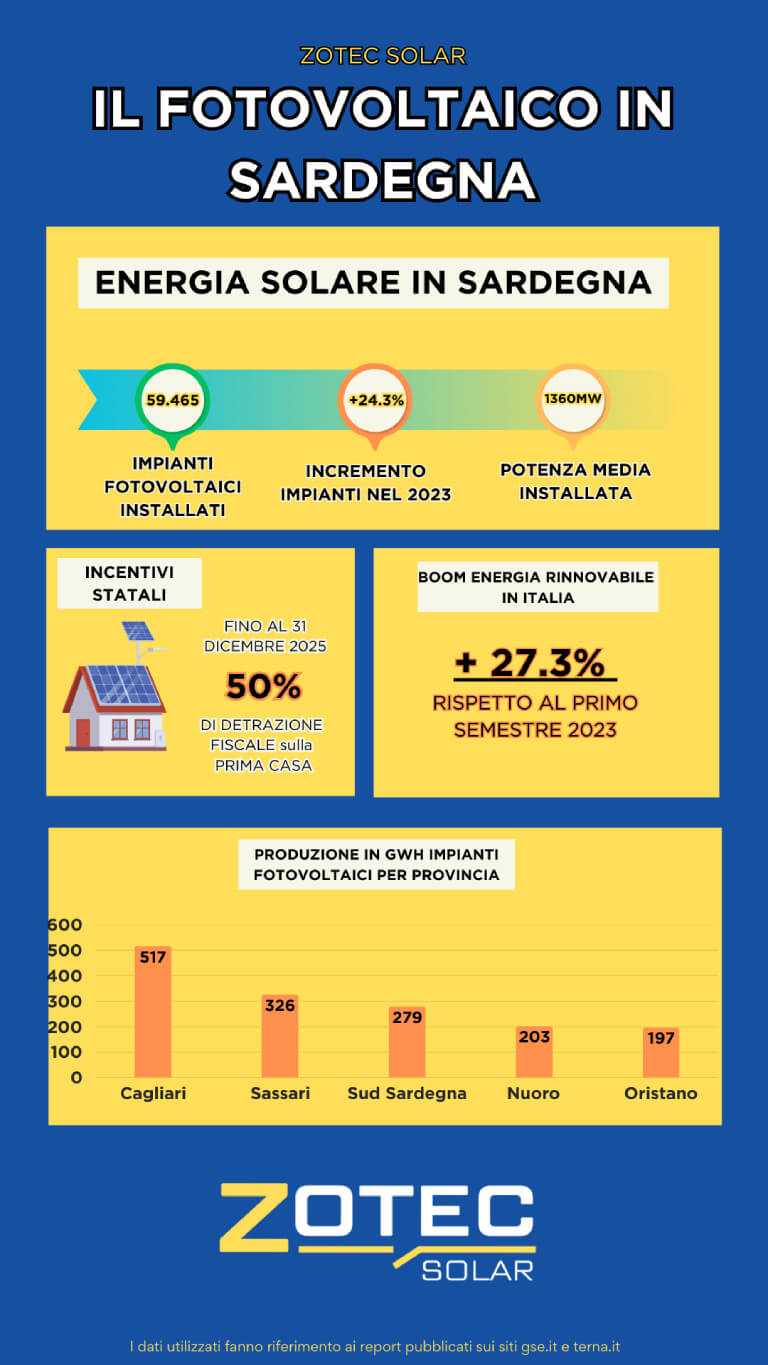 ZOTEC SOLAR
IL FOTOVOLTAICO IN
SARDEGNA
ENERGIA SOLARE IN SARDEGNA
59.465
+24.3%
1360MW
IMPIANTI
FOTOVOLTAICI
INSTALLATI
INCREMENTO
IMPIANTI NEL 2023
POTENZA MEDIA
INSTALLATA
INCENTIVI
STATALI
FINO AL 31
DICEMBRE 2025
50%
DI DETRAZIONE
FISCALE sulla
PRIMA CASA
BOOM ENERGIA RINNOVABILE
IN ITALIA
+ 27.3%
RISPETTO AL PRIMO
SEMESTRE 2023
PRODUZIONE IN GWH IMPIANTI
FOTOVOLTAICI PER PROVINCIA
600
500
400
300
200
100
0
517
326
279
203
197
Cagliari
Sassari
Sud Sardegna
Nuoro
Oristano
ZOTEC
SOLAR
I dati utilizzati fanno riferimento ai report pubblicati sui siti gse.it e terna.it